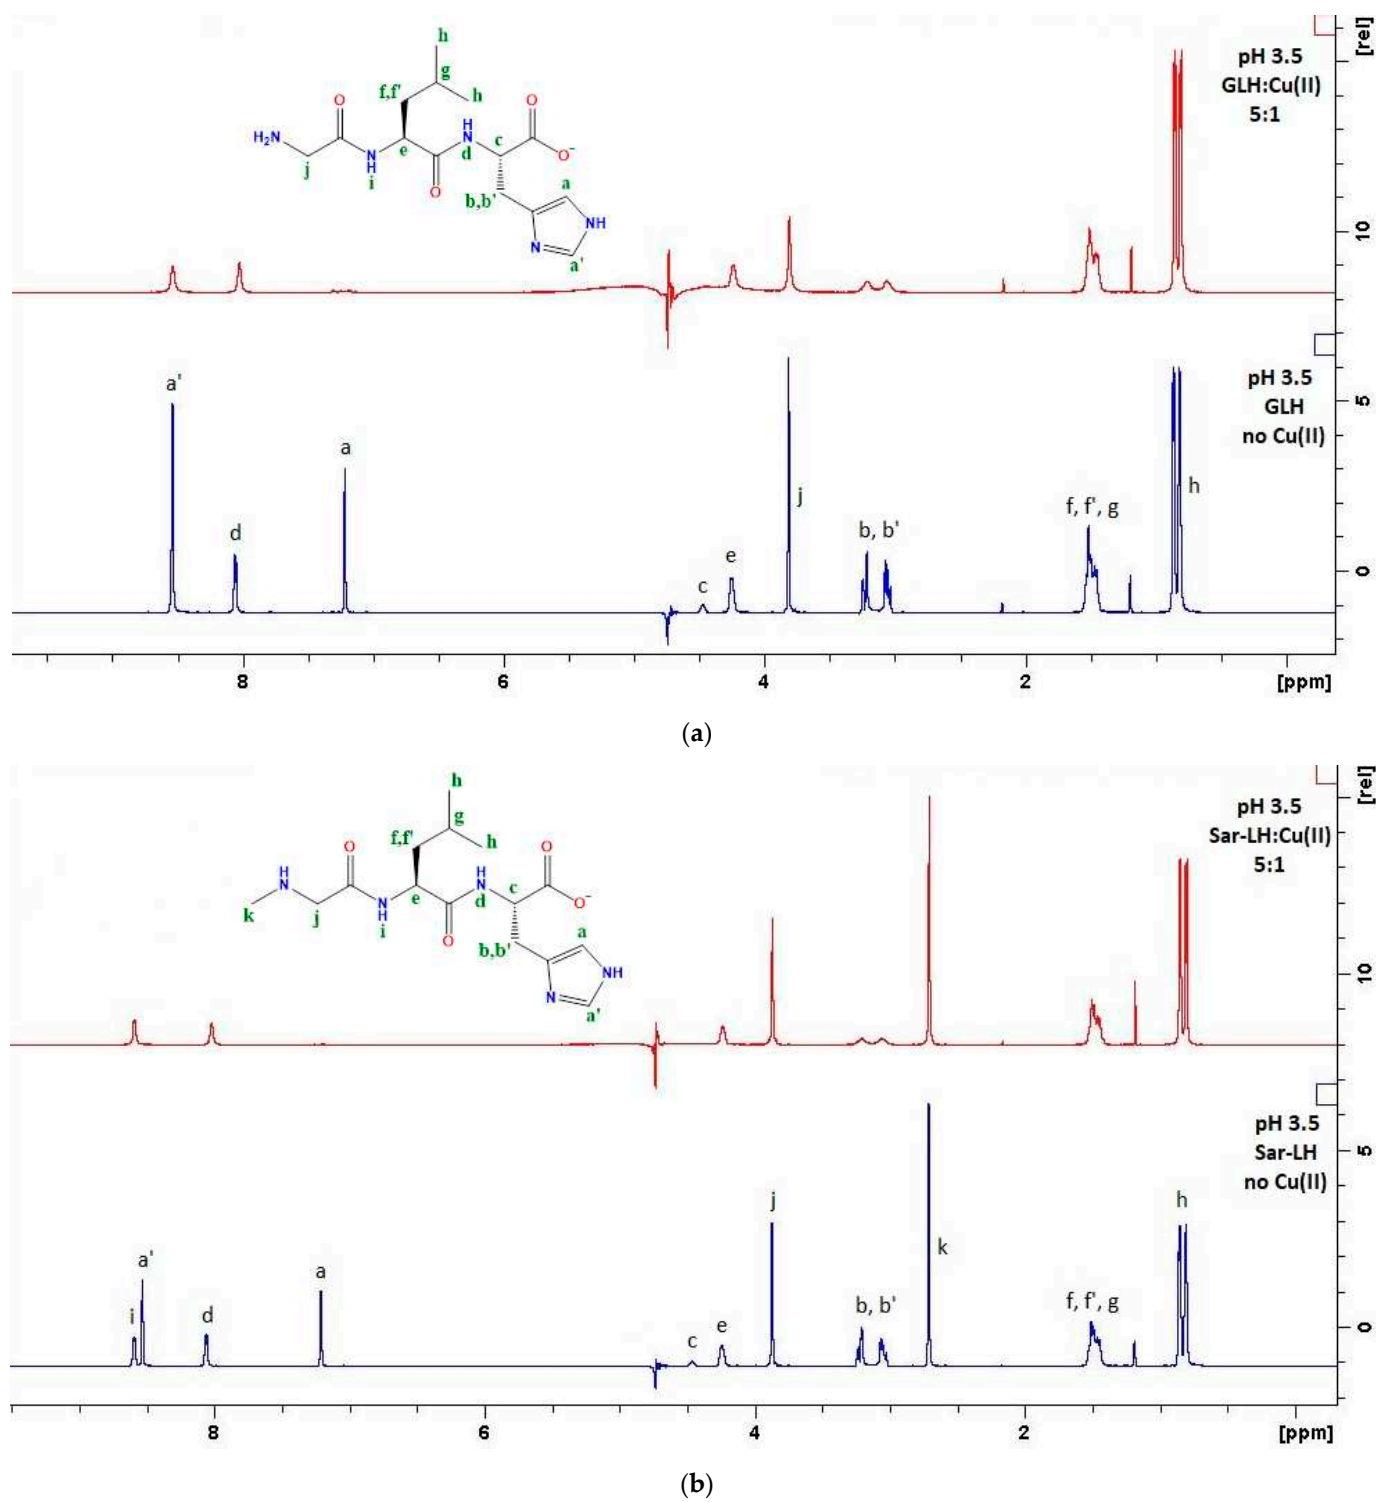 [rel]
pH 3.5
GLH:Cu(II)
5:1
h
g
f,f'
h
O
O
H
N
c
H₂N
e
d
O⁻
j
N
H
i
O
b,b'
a
NH
N
a'
10
pH 3.5
GLH
no Cu(II)
a'
5
a
j
h
d
f, f', g
b, b'
e
0
c
8
6
4
2
[ppm]
(a)
[rel]
pH 3.5
Sar-LH:Cu(II)
5:1
h
g
f,f'
h
O
O
H
N
H
N
c
k
j
e
d
O⁻
N
H
i
O
b,b'
a
NH
N
a'
10
pH 3.5
Sar-LH
no Cu(II)
5
j
h
k
a'
a
i
d
b, b'
f, f', g
e
c
0
8
6
4
2
[ppm]
(b)